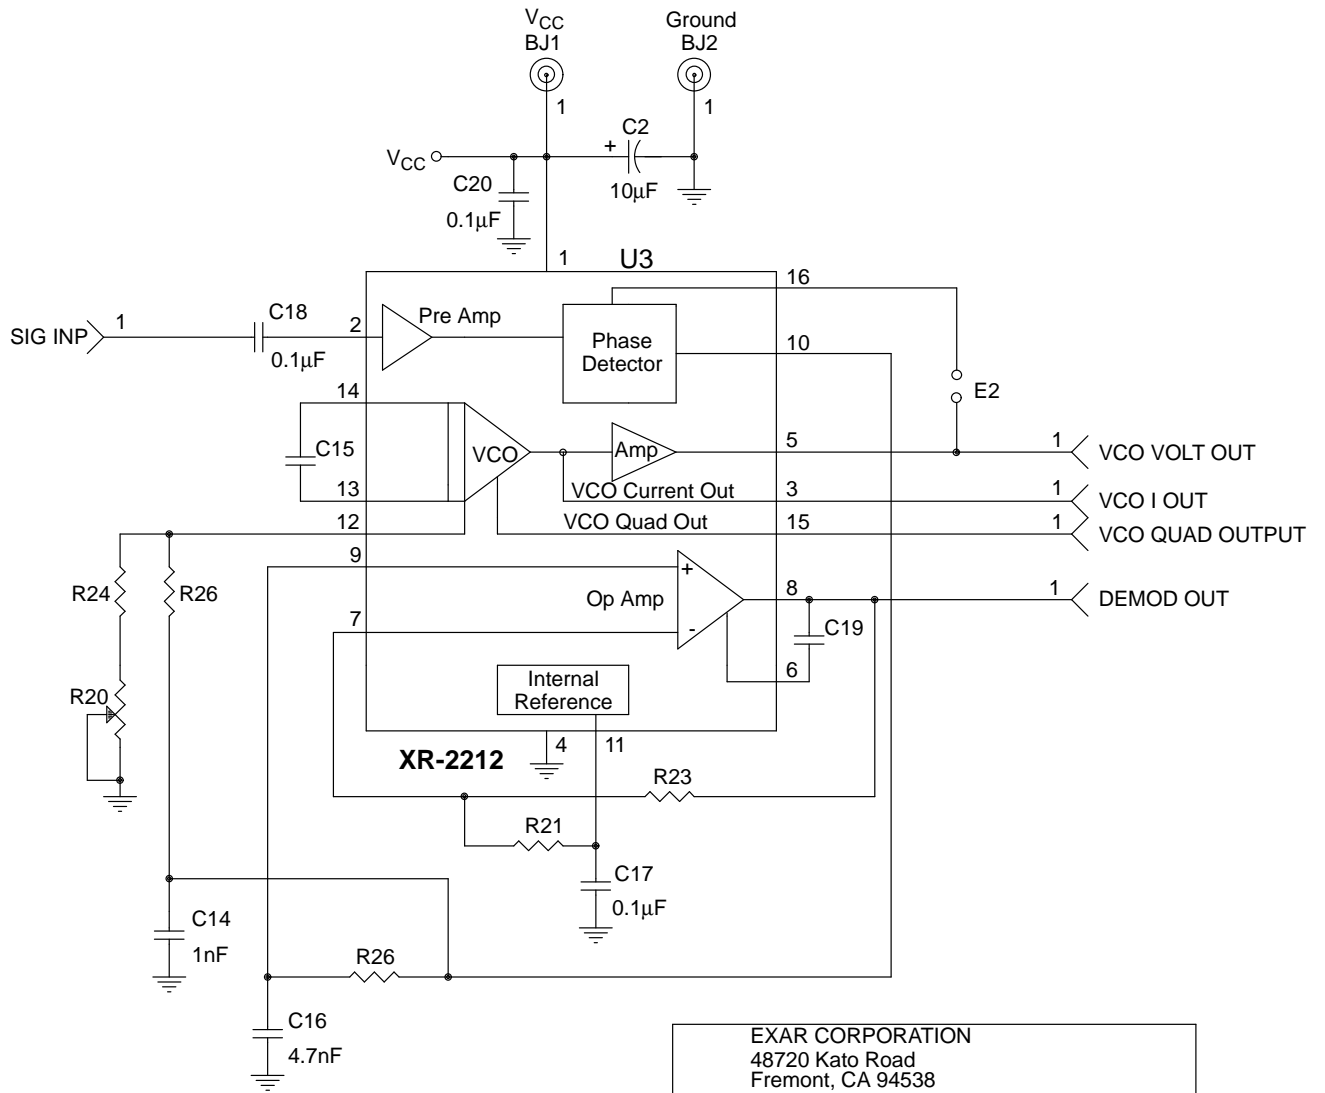 VCC
BJ1
Ground
BJ2
1
1
C2
+
10µF
VCC
C20
0.1µF
1
U3
16
SIG INP
1
C18
0.1µF
2
Pre Amp
Phase
Detector
10
E2
14
C15
13
VCO
Amp
5
1
VCO VOLT OUT
VCO Current Out
3
1
VCO I OUT
12
VCO Quad Out
15
1
VCO QUAD OUTPUT
9
R24
R26
+
Op Amp
-
8
1
DEMOD OUT
7
C19
6
Internal
Reference
R20
XR-2212
4
11
R23
R21
C17
0.1µF
C14
1nF
R26
C16
4.7nF
EXAR CORPORATION
48720 Kato Road
Fremont, CA 94538